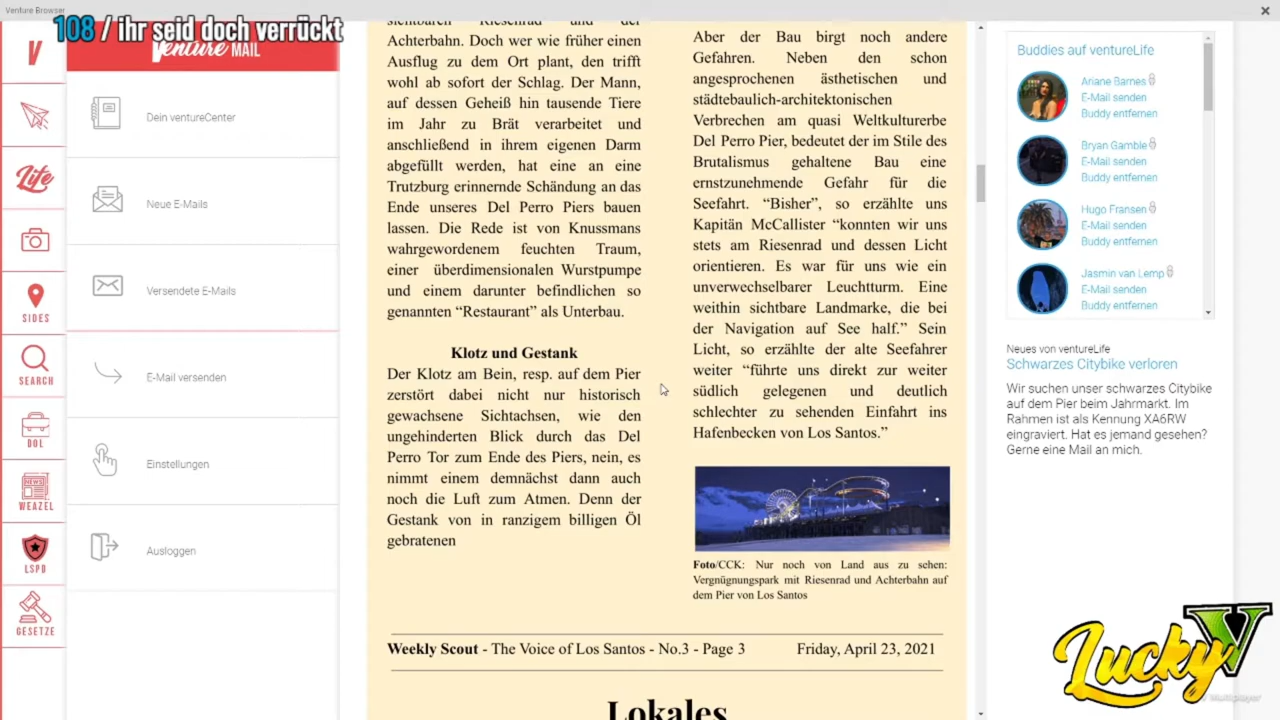 Venture Browser
108 / ihr seid doch verrückt
Venture MAIL
V
Life
SIDES
SEARCH
BOL
NEWS
WEAZEL
LSPD
GESETZE
Dein ventureCenter
Neue E-Mails
Versendete E-Mails
E-Mail versenden
Einstellungen
Ausloggen
sichtbaren Riesenrad und der
Achterbahn. Doch wer wie früher einen
Ausflug zu dem Ort plant, den trifft
wohl ab sofort der Schlag. Der Mann,
auf dessen Geheiß hin tausende Tiere
im Jahr zu Brät verarbeitet und
anschließend in ihrem eigenen Darm
abgefüllt werden, hat eine an eine
Trutzburg erinnernde Schändung an das
Ende unseres Del Perro Piers bauen
lassen. Die Rede ist von Knussmans
wahrgewordenem feuchten Traum,
einer überdimensionalen Wurstpumpe
und einem darunter befindlichen so
genannten “Restaurant” als Unterbau.
Klotz und Gestank
Der Klotz am Bein, resp. auf dem Pier
zerstört dabei nicht nur historisch
gewachsene Sichtachsen, wie den
ungehinderten Blick durch das Del
Perro Tor zum Ende des Piers, nein, es
nimmt einem demnächst dann auch
noch die Luft zum Atmen. Denn der
Gestank von in ranzigem billigen Öl
gebratenen
Aber der Bau birgt noch andere
Gefahren. Neben den schon
angesprochenen ästhetischen und
städtebaulich-architektonischen
Verbrechen am quasi Weltkulturerbe
Del Perro Pier, bedeutet der im Stile des
Brutalismus gehaltene Bau eine
ernstzunehmende Gefahr für die
Seefahrt. “Bisher”, so erzählte uns
Kapitän McCallister “konnten wir uns
stets am Riesenrad und dessen Licht
orientieren. Es war für uns wie ein
unverwechselbarer Leuchtturm. Eine
weithin sichtbare Landmarke, die bei
der Navigation auf See half.” Sein
Licht, so erzählte der alte Seefahrer
weiter “führte uns direkt zur weiter
südlich gelegenen und deutlich
schlechter zu sehenden Einfahrt ins
Hafenbecken von Los Santos.”
Foto/CCK: Nur noch von Land aus zu sehen:
Vergnügnungspark mit Riesenrad und Achterbahn auf
dem Pier von Los Santos
Weekly Scout - The Voice of Los Santos - No.3 - Page 3 Friday, April 23, 2021
Lokales
Buddies auf ventureLife
Ariane Barnes
E-Mail senden
Buddy entfernen
Bryan Gamble
E-Mail senden
Buddy entfernen
Hugo Fransen
E-Mail senden
Buddy entfernen
Jasmin van Lemp
E-Mail senden
Buddy entfernen
Neues von ventureLife
Schwarzes Citybike verloren
Wir suchen unser schwarzes Citybike
auf dem Pier beim Jahrmarkt. Im
Rahmen ist als Kennung XA6RW
eingraviert. Hat es jemand gesehen?
Gerne eine Mail an mich.
LuckyV
Multiplayer